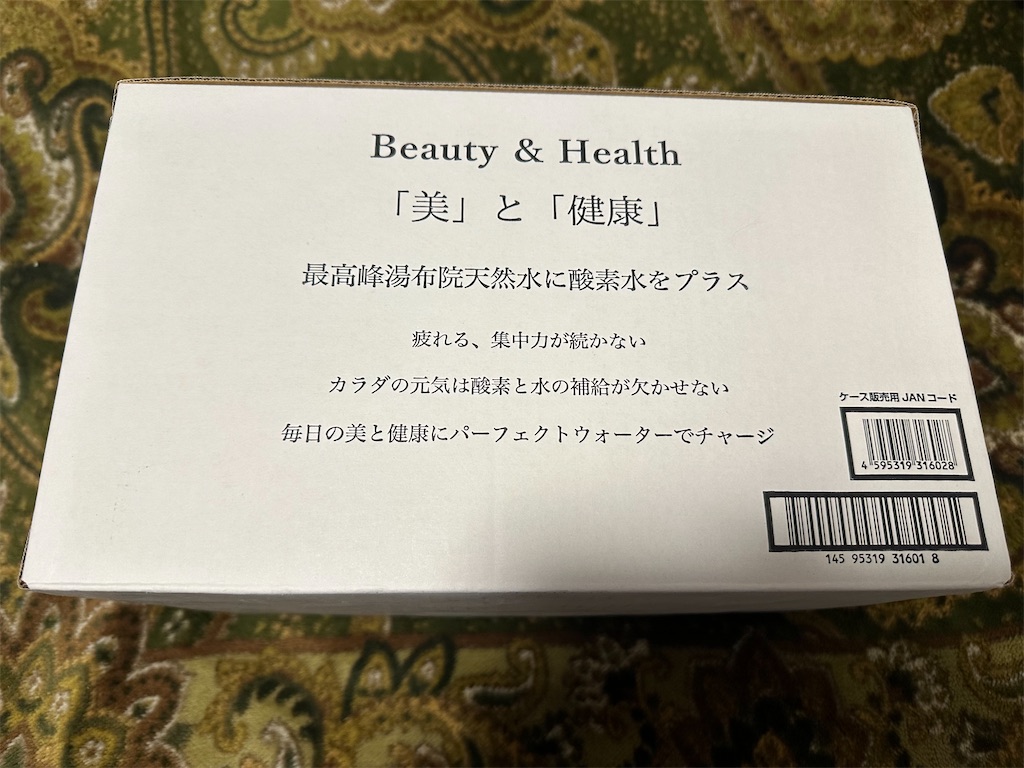 Beauty & Health
「美」と「健康」
最高峰湯布院天然水に酸素水をプラス
疲れる、集中力が続かない
カラダの元気は酸素と水の補給が欠かせない
毎日の美と健康にパーフェクトウォーターでチャージ
ケース販売用 JANコード
4 595319 316028
145 95319 31601 8